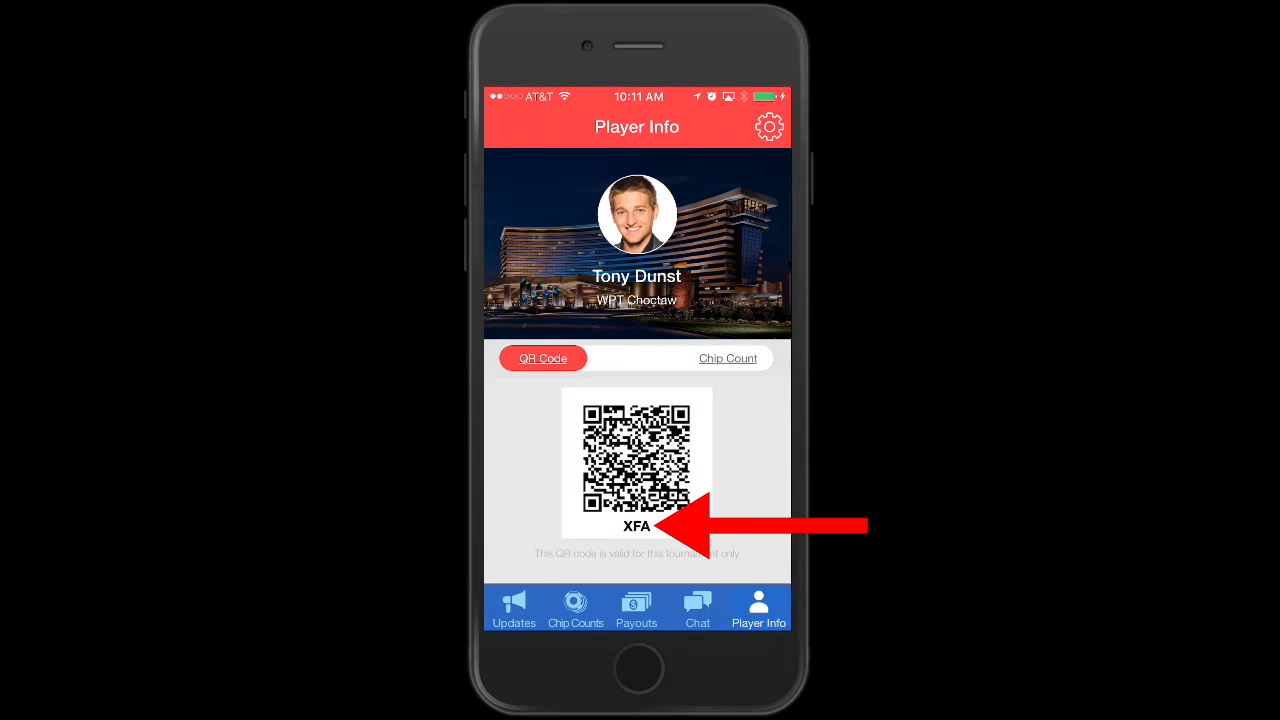 AT&T 10:11 AM
Player Info
Tony Dunst
WPT Choctaw
QR Code Chip Count
XFA
This QR code is valid for this tournament only
Updates Chip Counts Payouts Chat Player Info